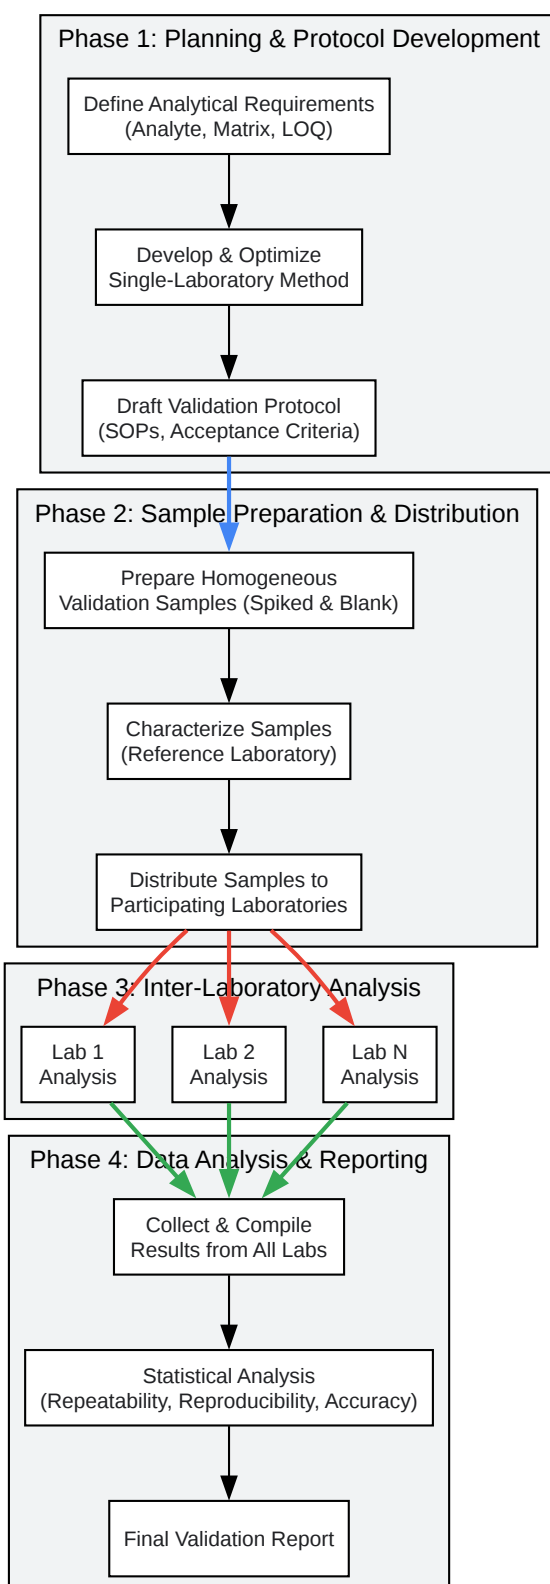 Phase 1: Planning & Protocol Development
Define Analytical Requirements
(Analyte, Matrix, LOQ)
Develop & Optimize
Single-Laboratory Method
Draft Validation Protocol
(SOPs, Acceptance Criteria)
Phase 2: Sample Preparation & Distribution
Prepare Homogeneous
Validation Samples (Spiked & Blank)
Characterize Samples
(Reference Laboratory)
Distribute Samples to
Participating Laboratories
Phase 3: Inter-Laboratory Analysis
Lab 1
Analysis
Lab 2
Analysis
Lab N
Analysis
Phase 4: Data Analysis & Reporting
Collect & Compile
Results from All Labs
Statistical Analysis
(Repeatability, Reproducibility, Accuracy)
Final Validation Report